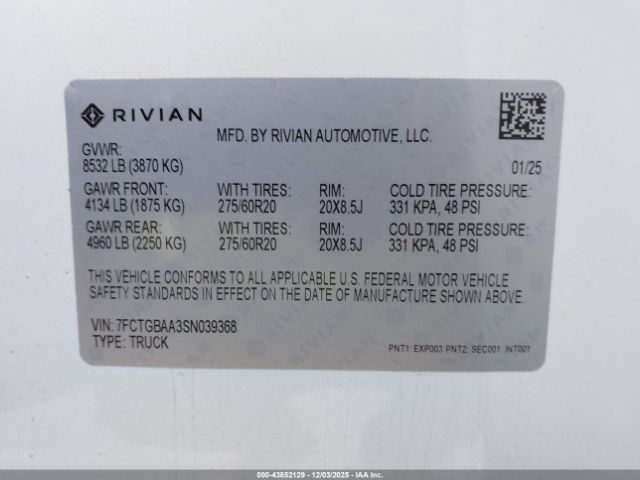 RIVIAN
MFD. BY RIVIAN AUTOMOTIVE, LLC.
GVWR:
8532 LB (3870 KG) 01/25
GAWR FRONT: WITH TIRES: RIM: COLD TIRE PRESSURE:
4134 LB (1875 KG) 275/60R20 20X8.5J 331 KPA, 48 PSI
GAWR REAR: WITH TIRES: RIM: COLD TIRE PRESSURE:
4960 LB (2250 KG) 275/60R20 20X8.5J 331 KPA, 48 PSI
THIS VEHICLE CONFORMS TO ALL APPLICABLE U.S. FEDERAL MOTOR VEHICLE
SAFETY STANDARDS IN EFFECT ON THE DATE OF MANUFACTURE SHOWN ABOVE.
VIN: 7FCTGBAA3SN039368
TYPE: TRUCK
PNT1: EXP003 PNT2: SEC001 INT001
000-43852129 - 12/03/2025 - IAA Inc.